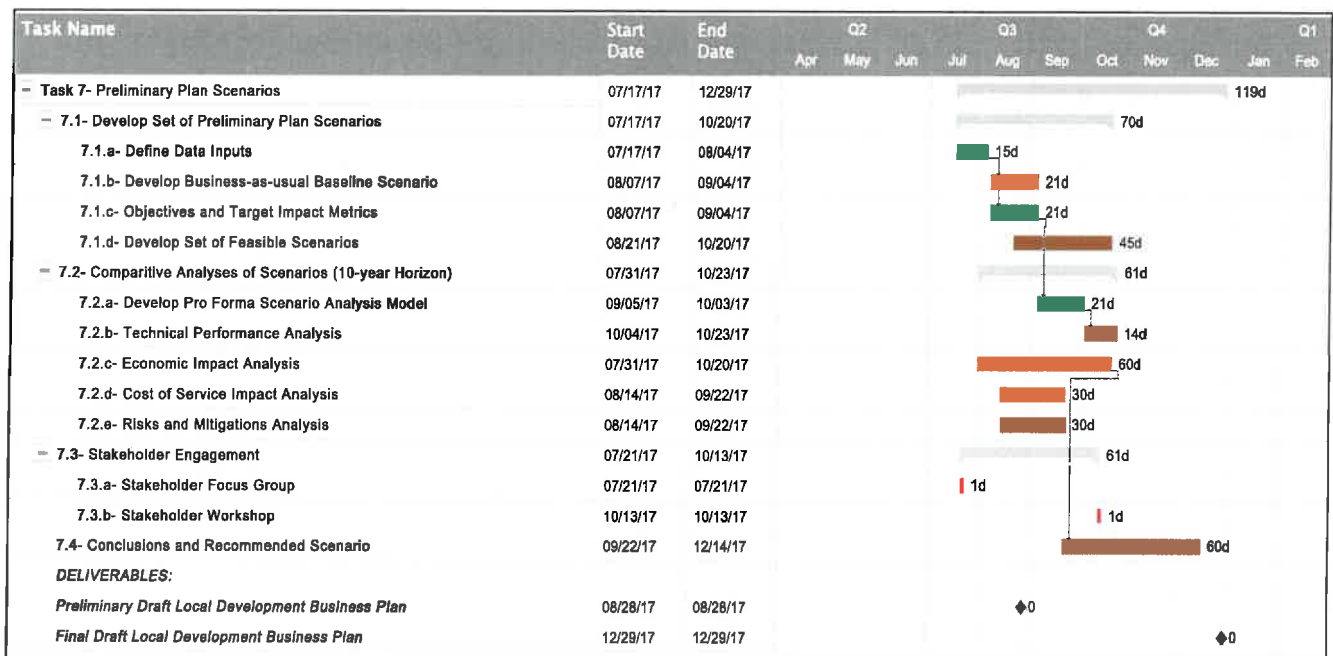 Task Name Start Date End Date Q2 Q3 Q4 Q1
Apr May Jun Jul Aug Sep Oct Nov Dec Jan Feb
Task 7- Preliminary Plan Scenarios 07/17/17 12/29/17 119d
7.1- Develop Set of Preliminary Plan Scenarios 07/17/17 10/20/17 70d
7.1.a- Define Data Inputs 07/17/17 08/04/17 15d
7.1.b- Develop Business-as-usual Baseline Scenario 08/07/17 09/04/17 21d
7.1.c- Objectives and Target Impact Metrics 08/07/17 09/04/17 21d
7.1.d- Develop Set of Feasible Scenarios 08/21/17 10/20/17 45d
7.2- Comparitive Analyses of Scenarios (10-year Horizon) 07/31/17 10/23/17 61d
7.2.a- Develop Pro Forma Scenario Analysis Model 09/05/17 10/03/17 21d
7.2.b- Technical Performance Analysis 10/04/17 10/23/17 14d
7.2.c- Economic Impact Analysis 07/31/17 10/20/17 60d
7.2.d- Cost of Service Impact Analysis 08/14/17 09/22/17 30d
7.2.e- Risks and Mitigations Analysis 08/14/17 09/22/17 30d
7.3- Stakeholder Engagement 07/21/17 10/13/17 61d
7.3.a- Stakeholder Focus Group 07/21/17 07/21/17 1d
7.3.b- Stakeholder Workshop 10/13/17 10/13/17 1d
7.4- Conclusions and Recommended Scenario 09/22/17 12/14/17 60d
DELIVERABLES:
Preliminary Draft Local Development Business Plan 08/28/17 08/28/17 0
Final Draft Local Development Business Plan 12/29/17 12/29/17 0